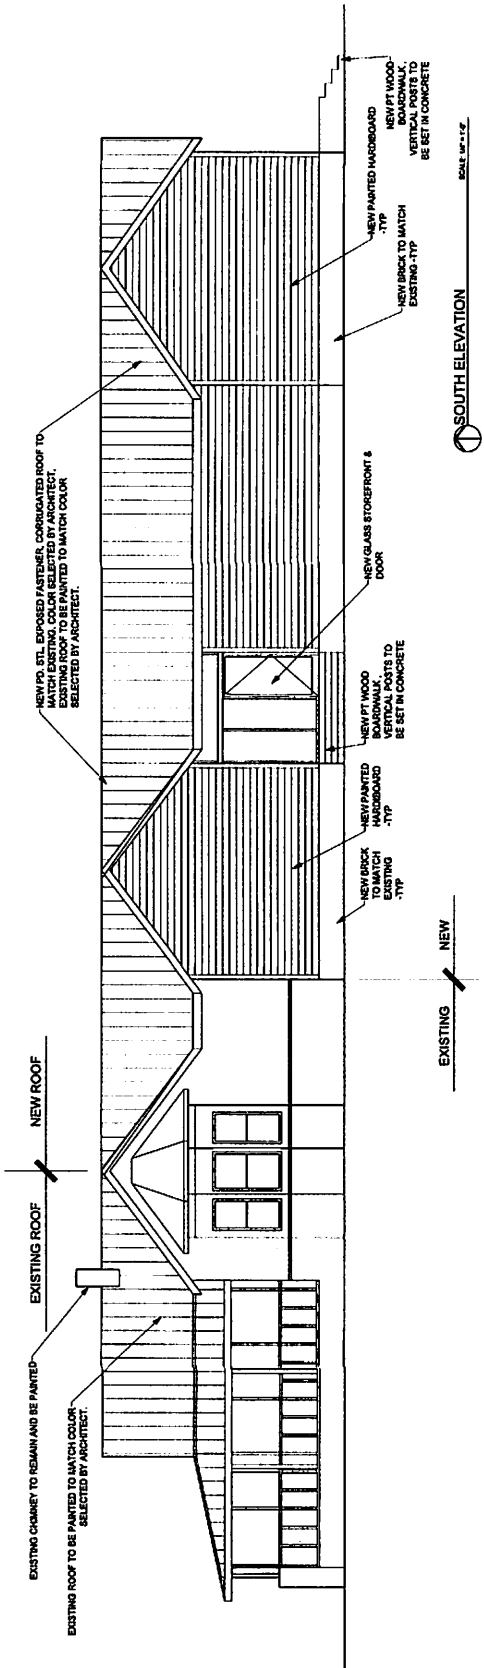 EXISTING CHIMNEY TO REMAIN AND BE PAINTED
EXISTING ROOF TO BE PAINTED TO MATCH COLOR
SELECTED BY ARCHITECT.
EXISTING ROOF
NEW ROOF
NEW PD. STL. EXPOSED FASTENER, CORRUGATED ROOF TO
MATCH EXISTING. COLOR SELECTED BY ARCHITECT.
EXISTING ROOF TO BE PAINTED TO MATCH COLOR
SELECTED BY ARCHITECT.
EXISTING
NEW
NEW BRICK
TO MATCH
EXISTING
-TYP
NEW PAINTED
HARDIBOARD
-TYP
NEW PT WOOD
BOARDWALK,
VERTICAL POSTS TO
BE SET IN CONCRETE
NEW GLASS STOREFRONT &
DOOR
NEW BRICK TO MATCH
EXISTING -TYP
NEW PAINTED HARDIBOARD
-TYP
NEW PT WOOD
BOARDWALK,
VERTICAL POSTS TO
BE SET IN CONCRETE
SOUTH ELEVATION